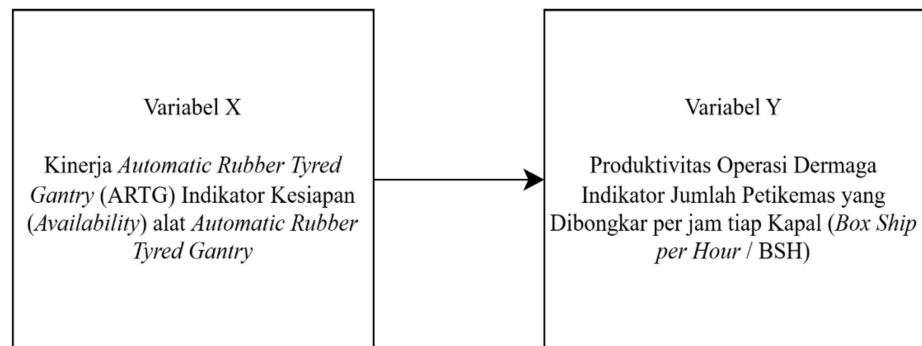 Variabel X
Kinerja Automatic Rubber Tyred
Gantry (ARTG) Indikator Kesiapan
(Availability) alat Automatic Rubber
Tyred Gantry
Variabel Y
Produktivitas Operasi Dermaga
Indikator Jumlah Petikemas yang
Dibongkar per jam tiap Kapal (Box Ship
per Hour / BSH)